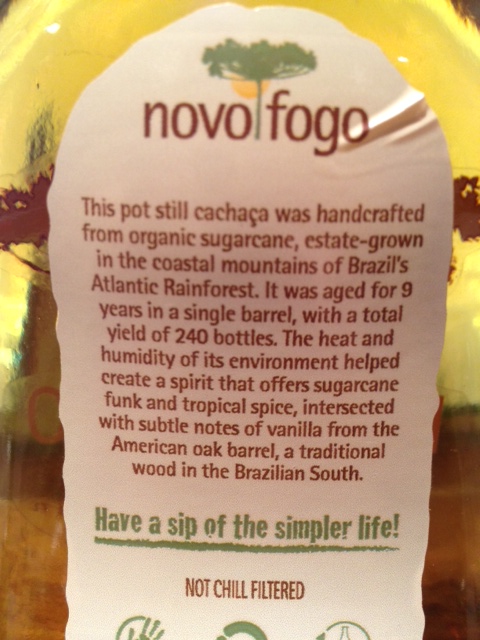 novo fogo
This pot still cachaça was handcrafted
from organic sugarcane, estate-grown
in the coastal mountains of Brazil's
Atlantic Rainforest. It was aged for 9
years in a single barrel, with a total
yield of 240 bottles. The heat and
humidity of its environment helped
create a spirit that offers sugarcane
funk and tropical spice, intersected
with subtle notes of vanilla from the
American oak barrel, a traditional
wood in the Brazilian South.
Have a sip of the simpler life!
NOT CHILL FILTERED